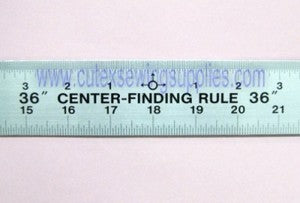 www.cutexsewingsupplies.com
3 2 1 1 2 3
36" CENTER-FINDING RULE 36"
15 16 17 18 19 20 21